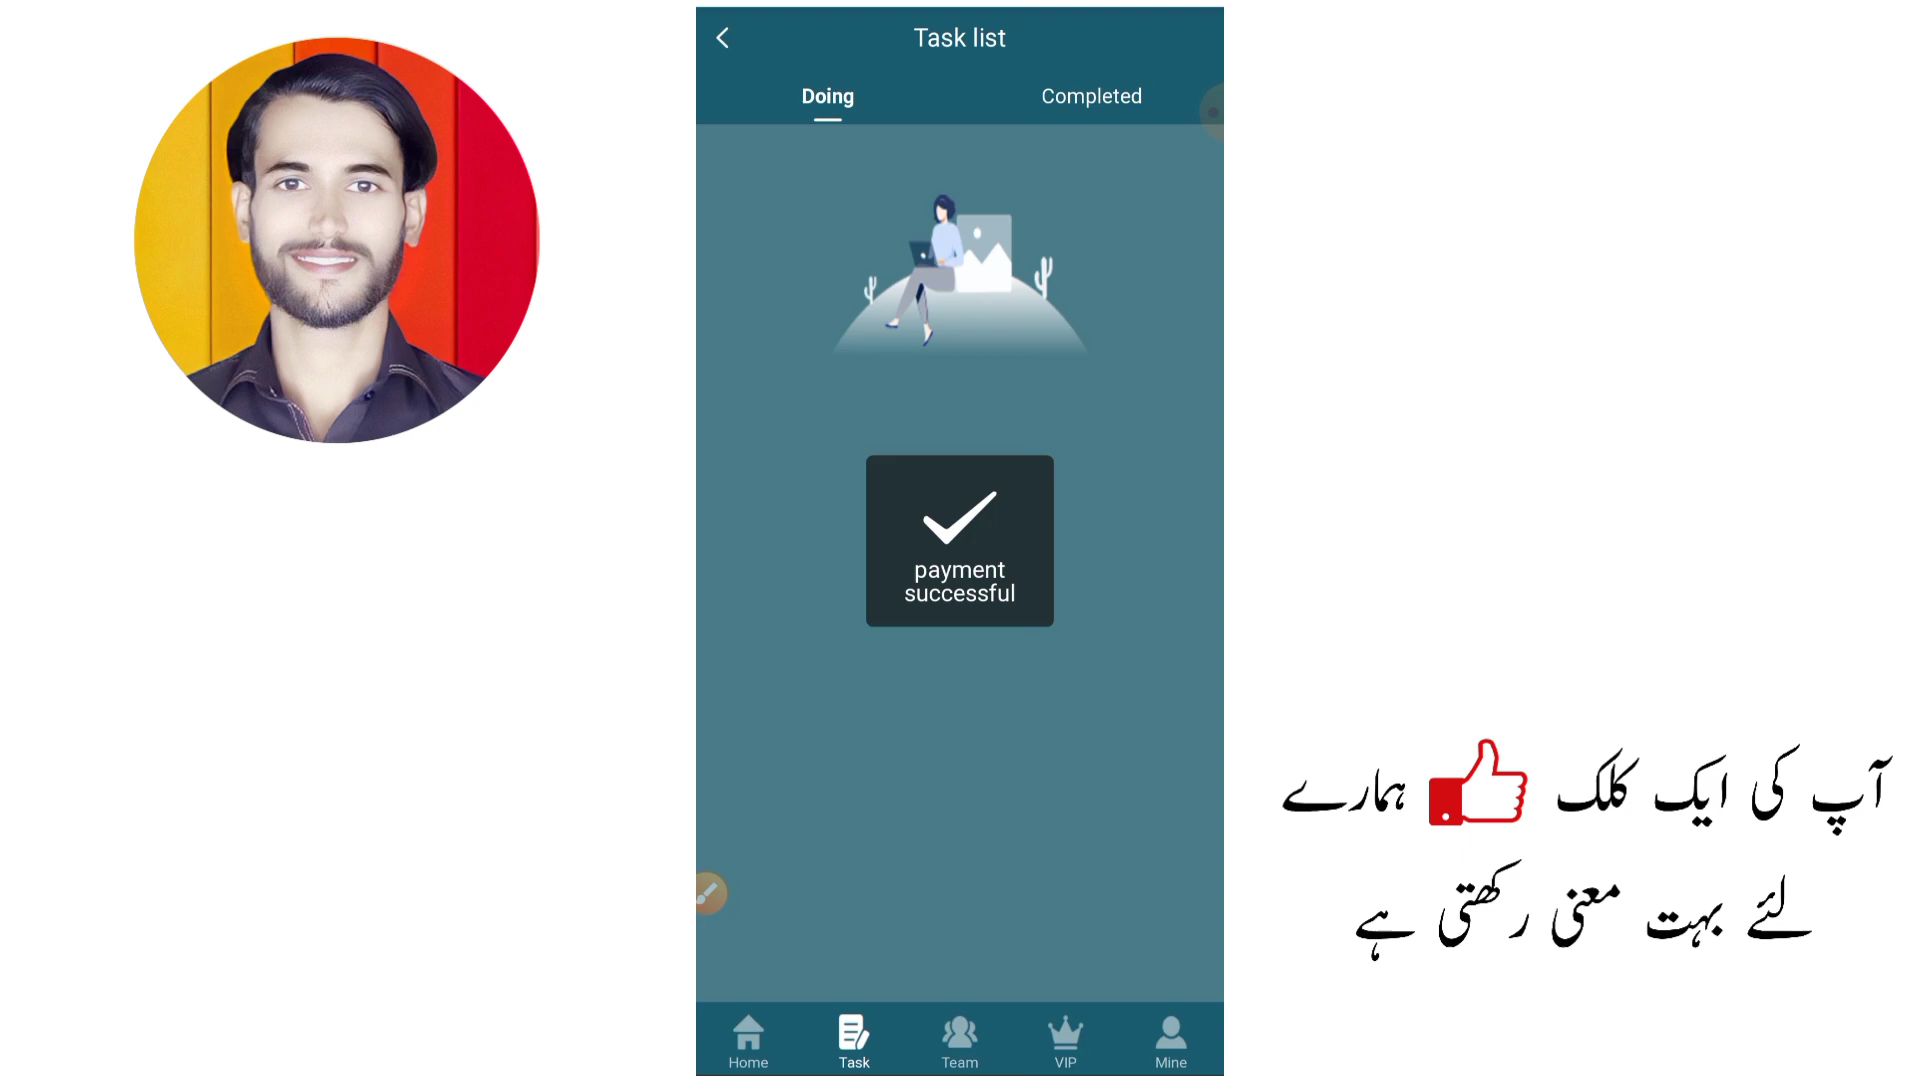 Task list
Doing
Completed
payment
successful
آپ کی ایک کلک ہمارے
لئے بہت معنی رکھتی ہے
Home
Task
Team
VIP
Mine